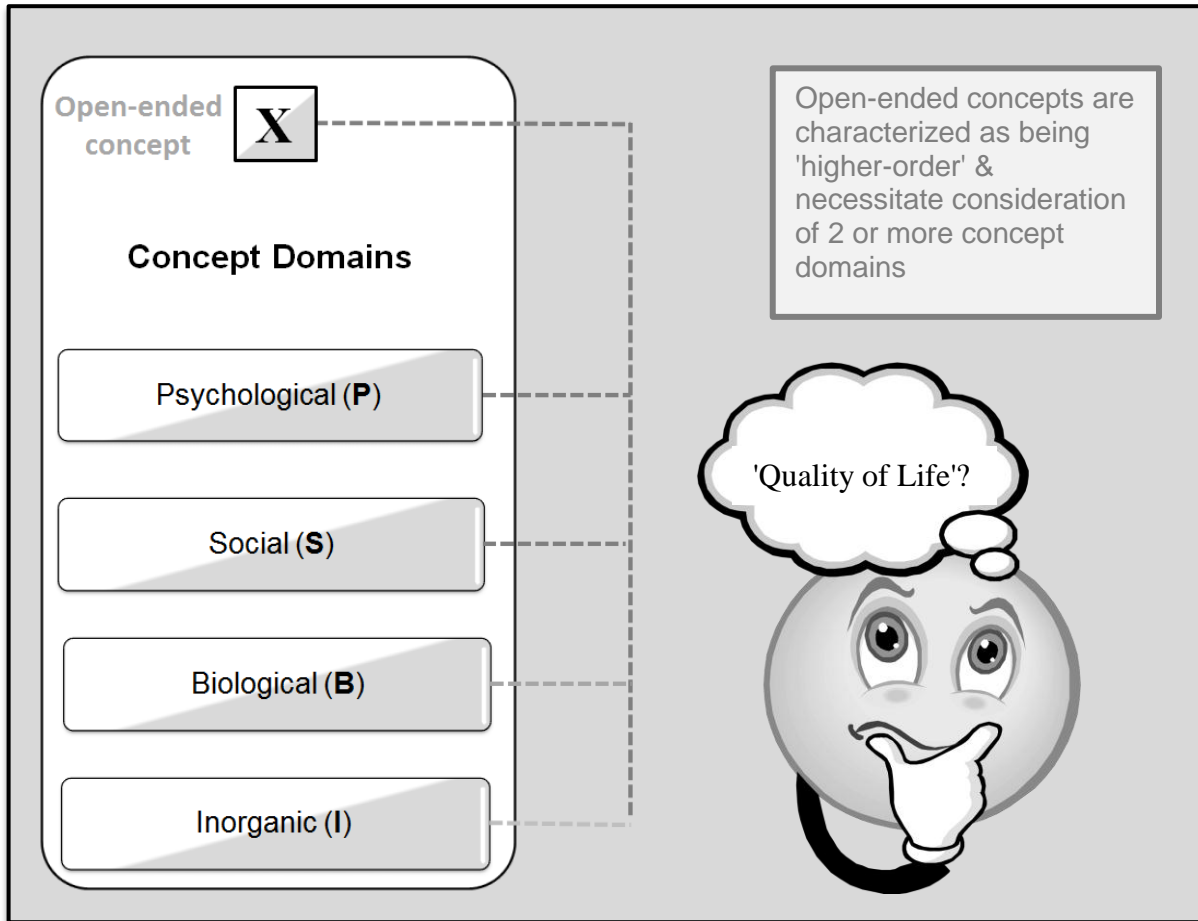 Open-ended
concept
X
Concept Domains
Psychological (P)
Social (S)
Biological (B)
Inorganic (I)
Open-ended concepts are
characterized as being
'higher-order' &
necessitate consideration
of 2 or more concept
domains
'Quality of Life'?